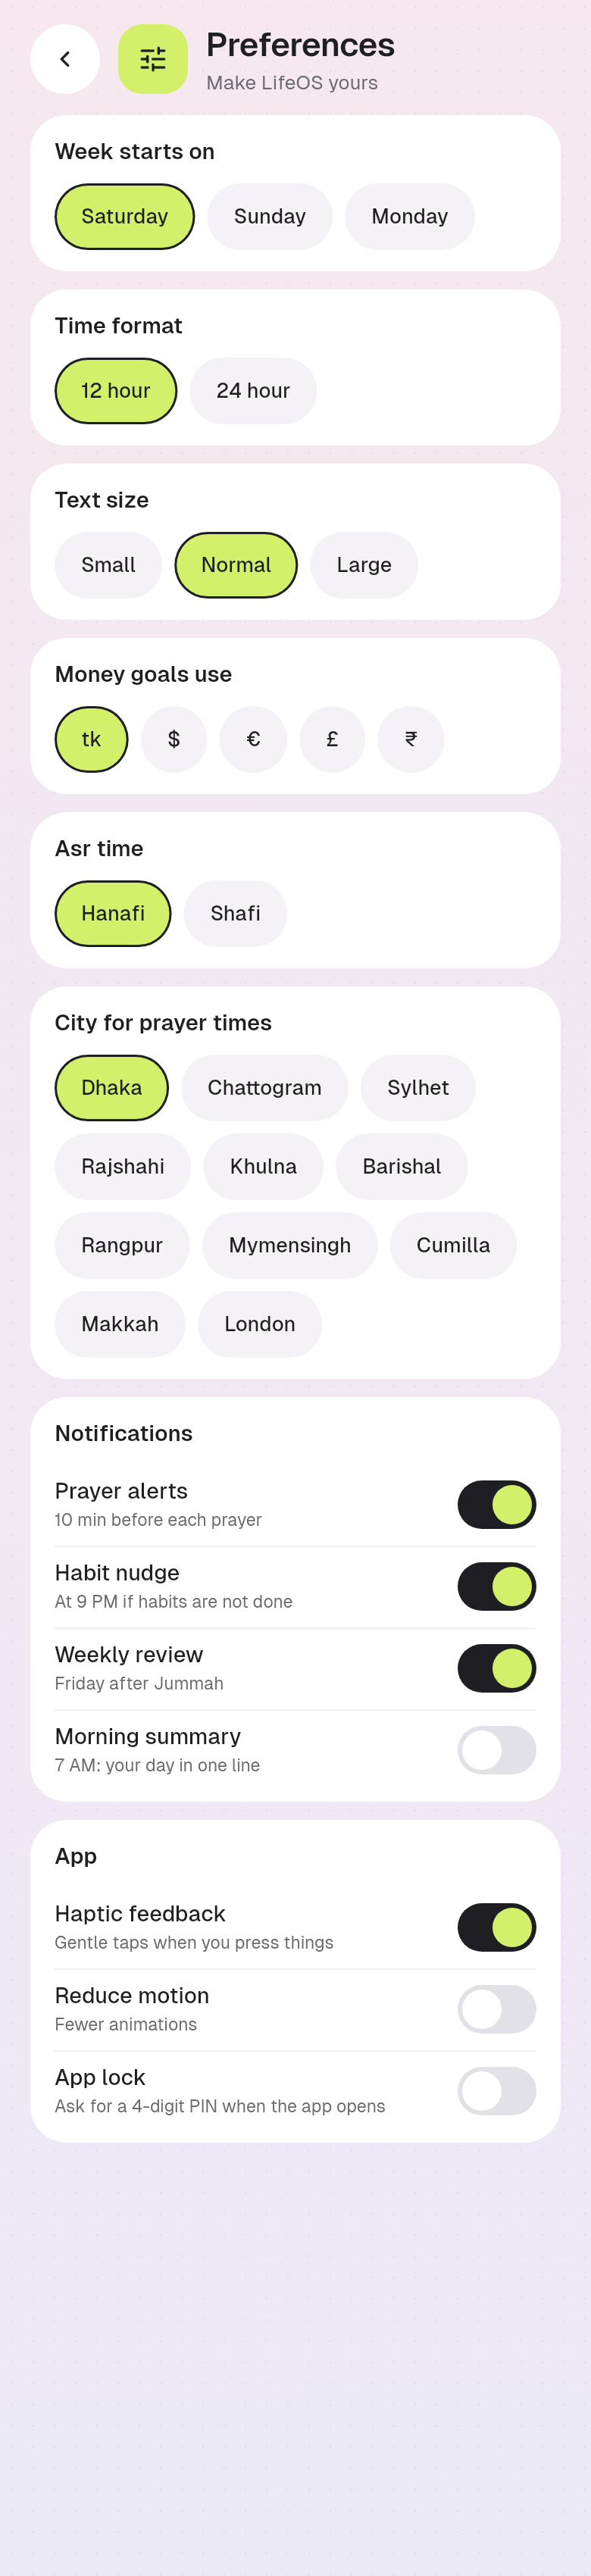 Preferences
Make LifeOS yours
Week starts on
Saturday Sunday Monday
Time format
12 hour 24 hour
Text size
Small Normal Large
Money goals use
tk $ € £ ₹
Asr time
Hanafi Shafi
City for prayer times
Dhaka Chattogram Sylhet
Rajshahi Khulna Barishal
Rangpur Mymensingh Cumilla
Makkah London
Notifications
Prayer alerts
10 min before each prayer
Habit nudge
At 9 PM if habits are not done
Weekly review
Friday after Jummah
Morning summary
7 AM: your day in one line
App
Haptic feedback
Gentle taps when you press things
Reduce motion
Fewer animations
App lock
Ask for a 4-digit PIN when the app opens